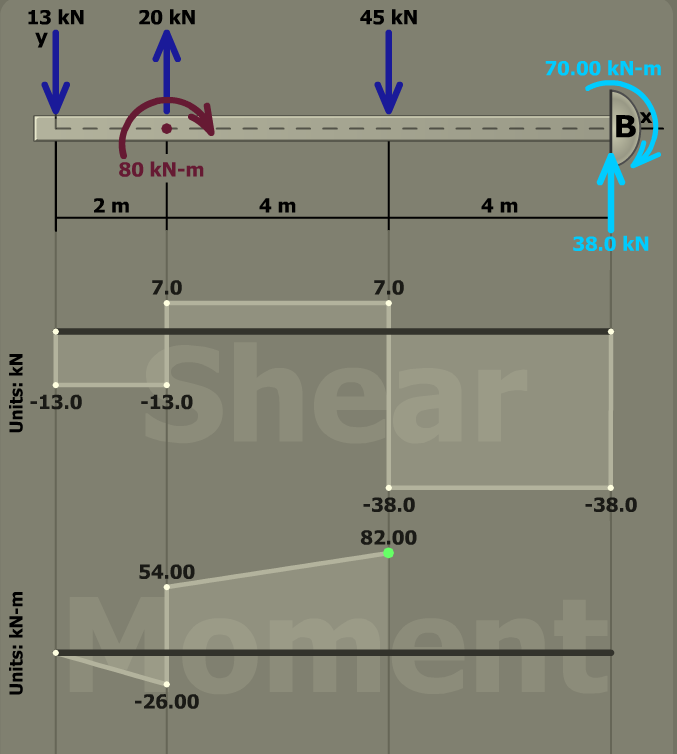 13 kN 20 kN 45 kN
y
70.00 kN-m
B x
80 kN-m
2 m 4 m 4 m
38.0 kN
7.0 7.0
Units: kN
Shear
-13.0 -13.0
-38.0 -38.0
82.00
54.00
Units: kN-m
Moment
-26.00